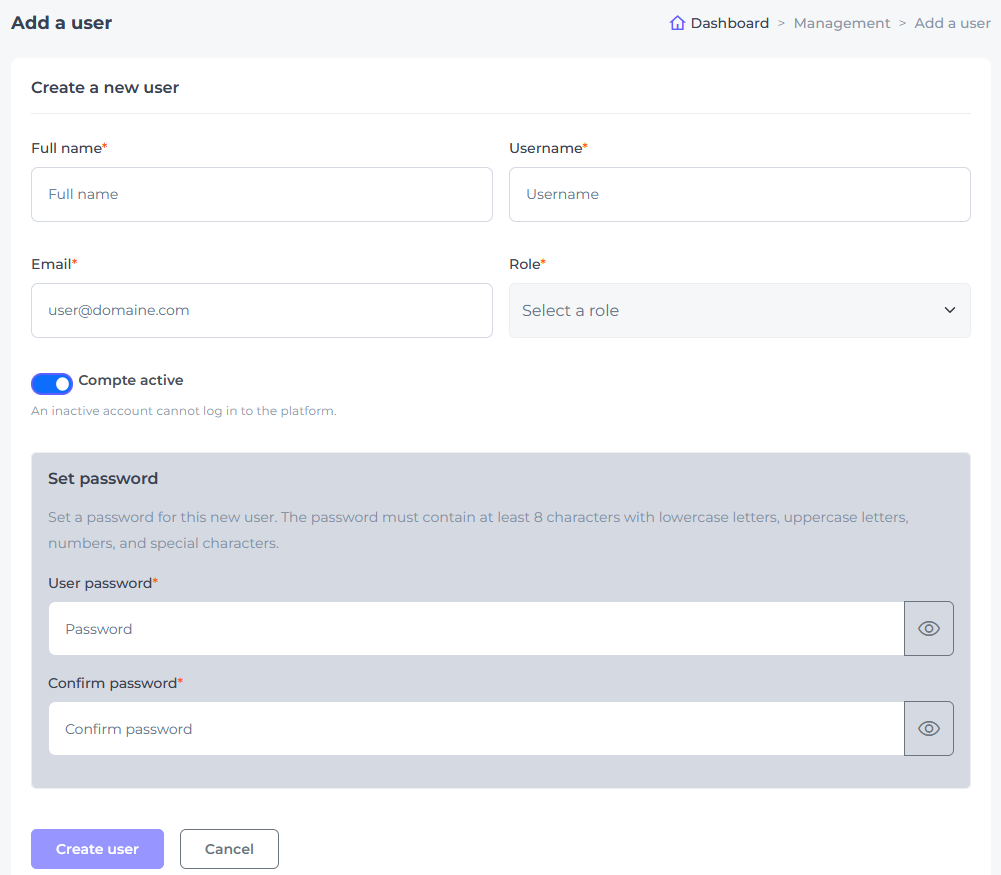 Add a user
Dashboard > Management > Add a user
Create a new user
Full name*
Username*
Full name
Username
Email*
Role*
user@domaine.com
Select a role
Compte active
An inactive account cannot log in to the platform.
Set password
Set a password for this new user. The password must contain at least 8 characters with lowercase letters, uppercase letters,
numbers, and special characters.
User password*
Password
Confirm password*
Confirm password
Create user
Cancel